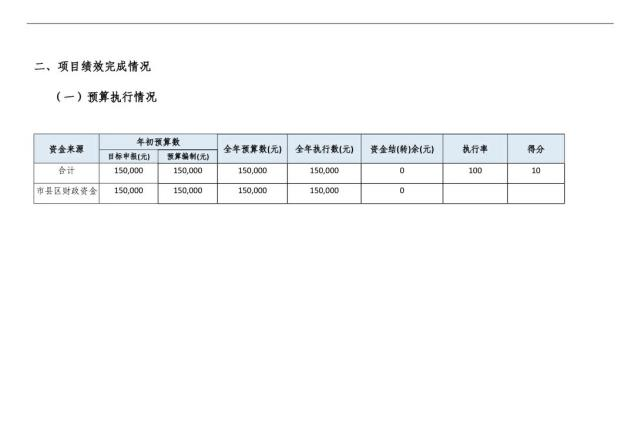 二、项目绩效完成情况
（一）预算执行情况
资金来源 年初预算数 全年预算数(元) 全年执行数(元) 资金结(转)余(元) 执行率 得分
目标申报(元) 预算编制(元)
合计 150,000 150,000 150,000 150,000 0 100 10
市县区财政资金 150,000 150,000 150,000 150,000 0